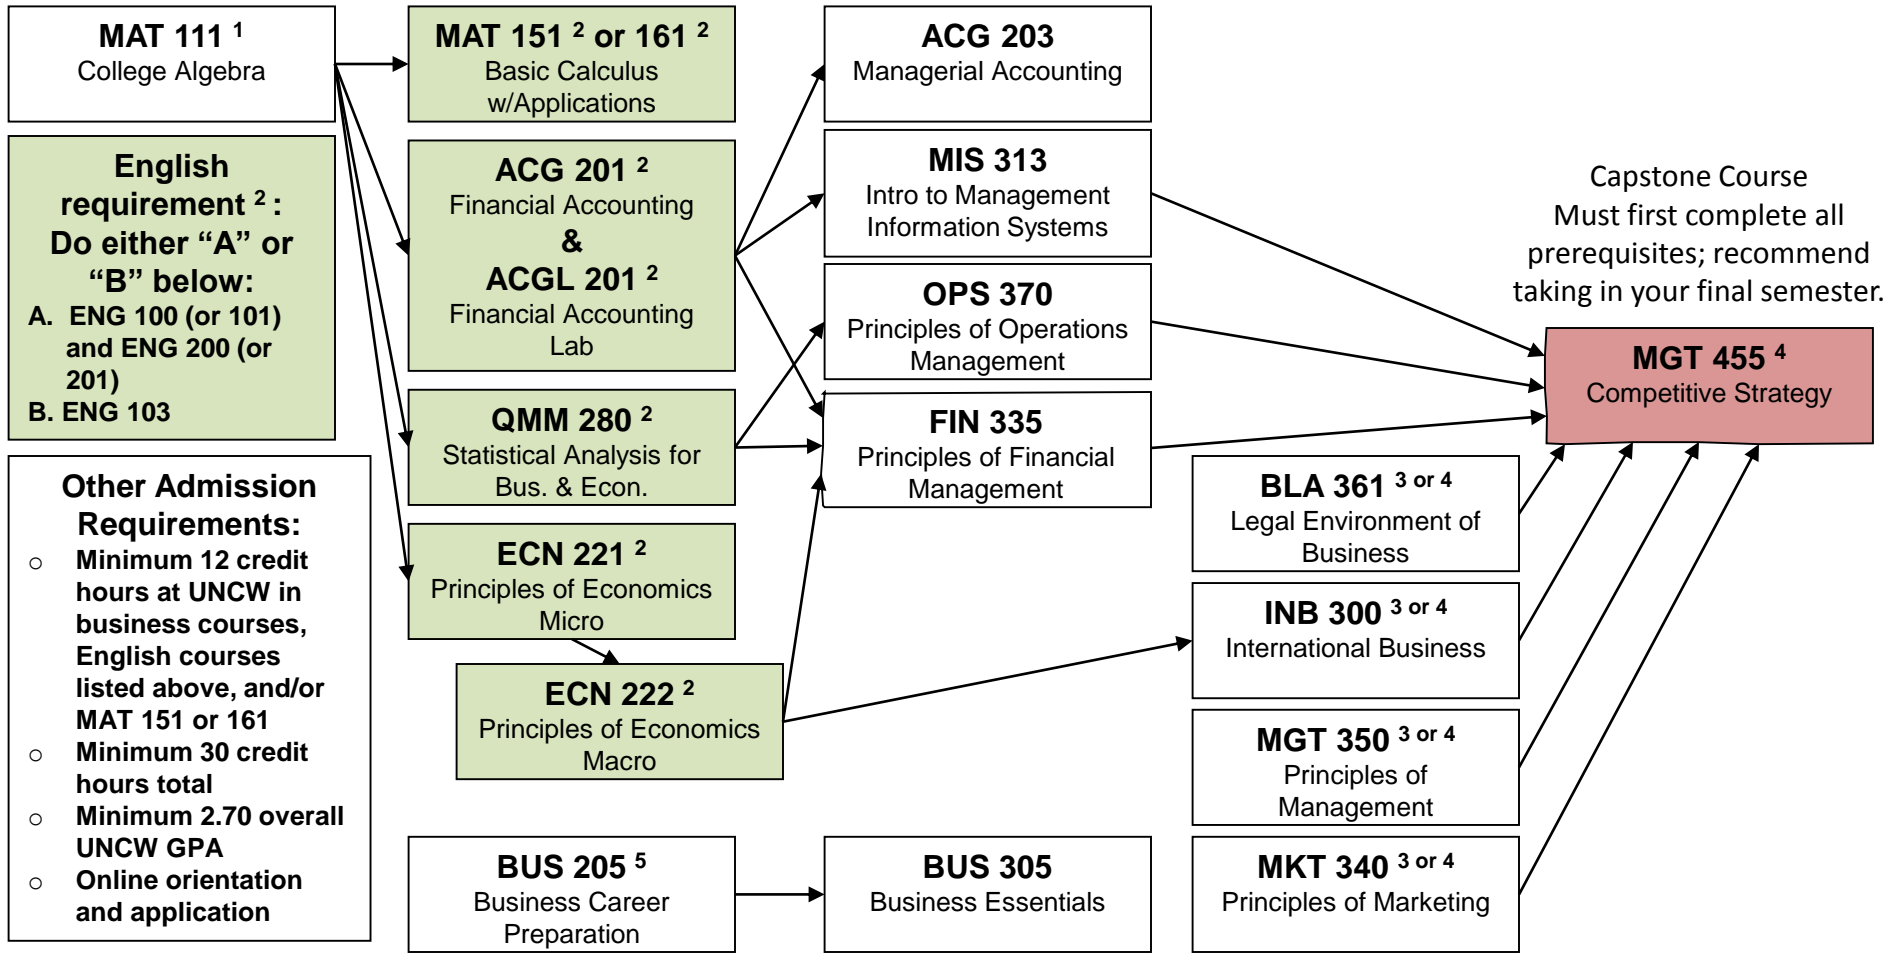 MAT 111 ¹
College Algebra
English
requirement ² :
Do either “A” or
“B” below:
A. ENG 100 (or 101)
and ENG 200 (or
201)
B. ENG 103
Other Admission
Requirements:
o Minimum 12 credit
hours at UNCW in
business courses,
English courses
listed above, and/or
MAT 151 or 161
o Minimum 30 credit
hours total
o Minimum 2.70 overall
UNCW GPA
o Online orientation
and application
MAT 151 ² or 161 ²
Basic Calculus
w/Applications
ACG 201 ²
Financial Accounting
&
ACGL 201 ²
Financial Accounting
Lab
QMM 280 ²
Statistical Analysis for
Bus. & Econ.
ECN 221 ²
Principles of Economics
Micro
ECN 222 ²
Principles of Economics
Macro
BUS 205 ⁵
Business Career
Preparation
ACG 203
Managerial Accounting
MIS 313
Intro to Management
Information Systems
OPS 370
Principles of Operations
Management
FIN 335
Principles of Financial
Management
BUS 305
Business Essentials
Capstone Course
Must first complete all
prerequisites; recommend
taking in your final semester.
MGT 455 ⁴
Competitive Strategy
BLA 361 ³ ᵒʳ ⁴
Legal Environment of
Business
INB 300 ³ ᵒʳ ⁴
International Business
MGT 350 ³ ᵒʳ ⁴
Principles of
Management
MKT 340 ³ ᵒʳ ⁴
Principles of Marketing